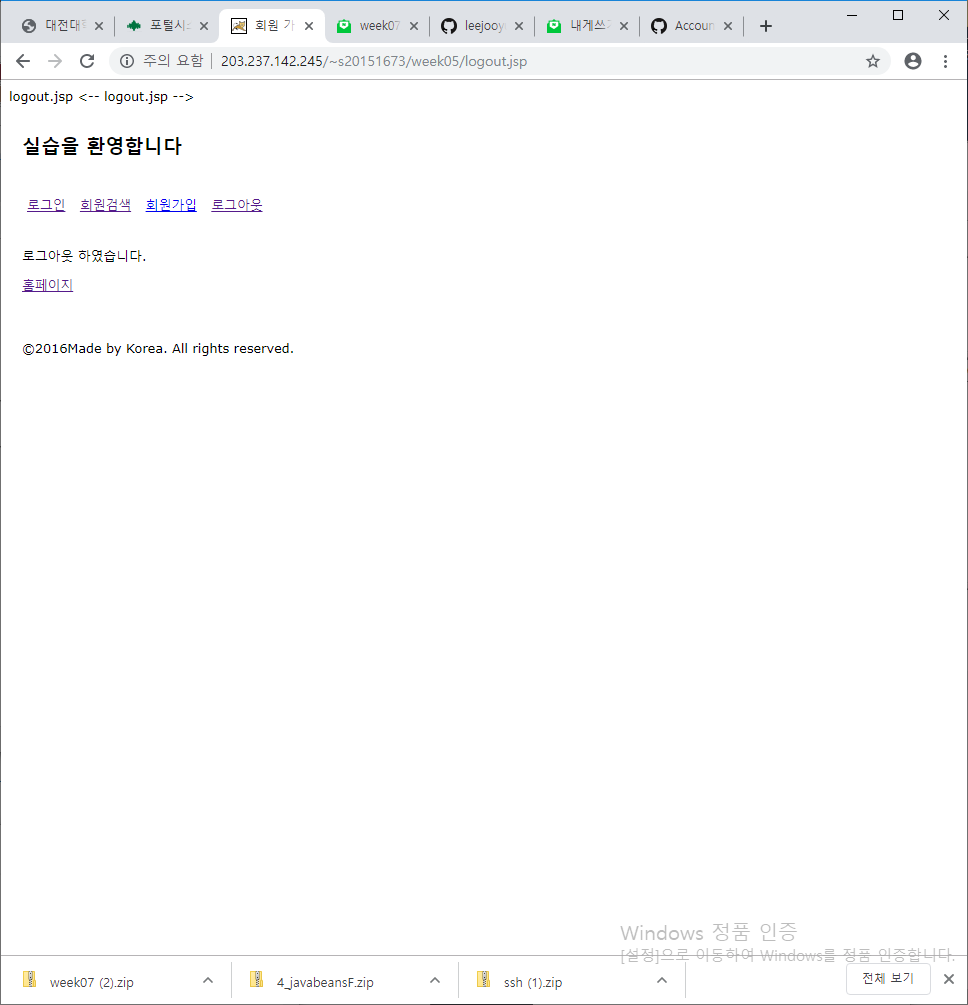 대전대 포털시스 회원 가 week07 leejooy 내게쓰기 Accoun
주의 요함 203.237.142.245/~s20151673/week05/logout.jsp
logout.jsp <-- logout.jsp -->
실습을 환영합니다
로그인 회원검색 회원가입 로그아웃
로그아웃 하였습니다.
홈페이지
©2016Made by Korea. All rights reserved.
Windows 정품 인증
[설정]으로 이동하여 Windows를 정품 인증합니다.
week07 (2).zip 4_javabeansF.zip ssh (1).zip 전체 보기